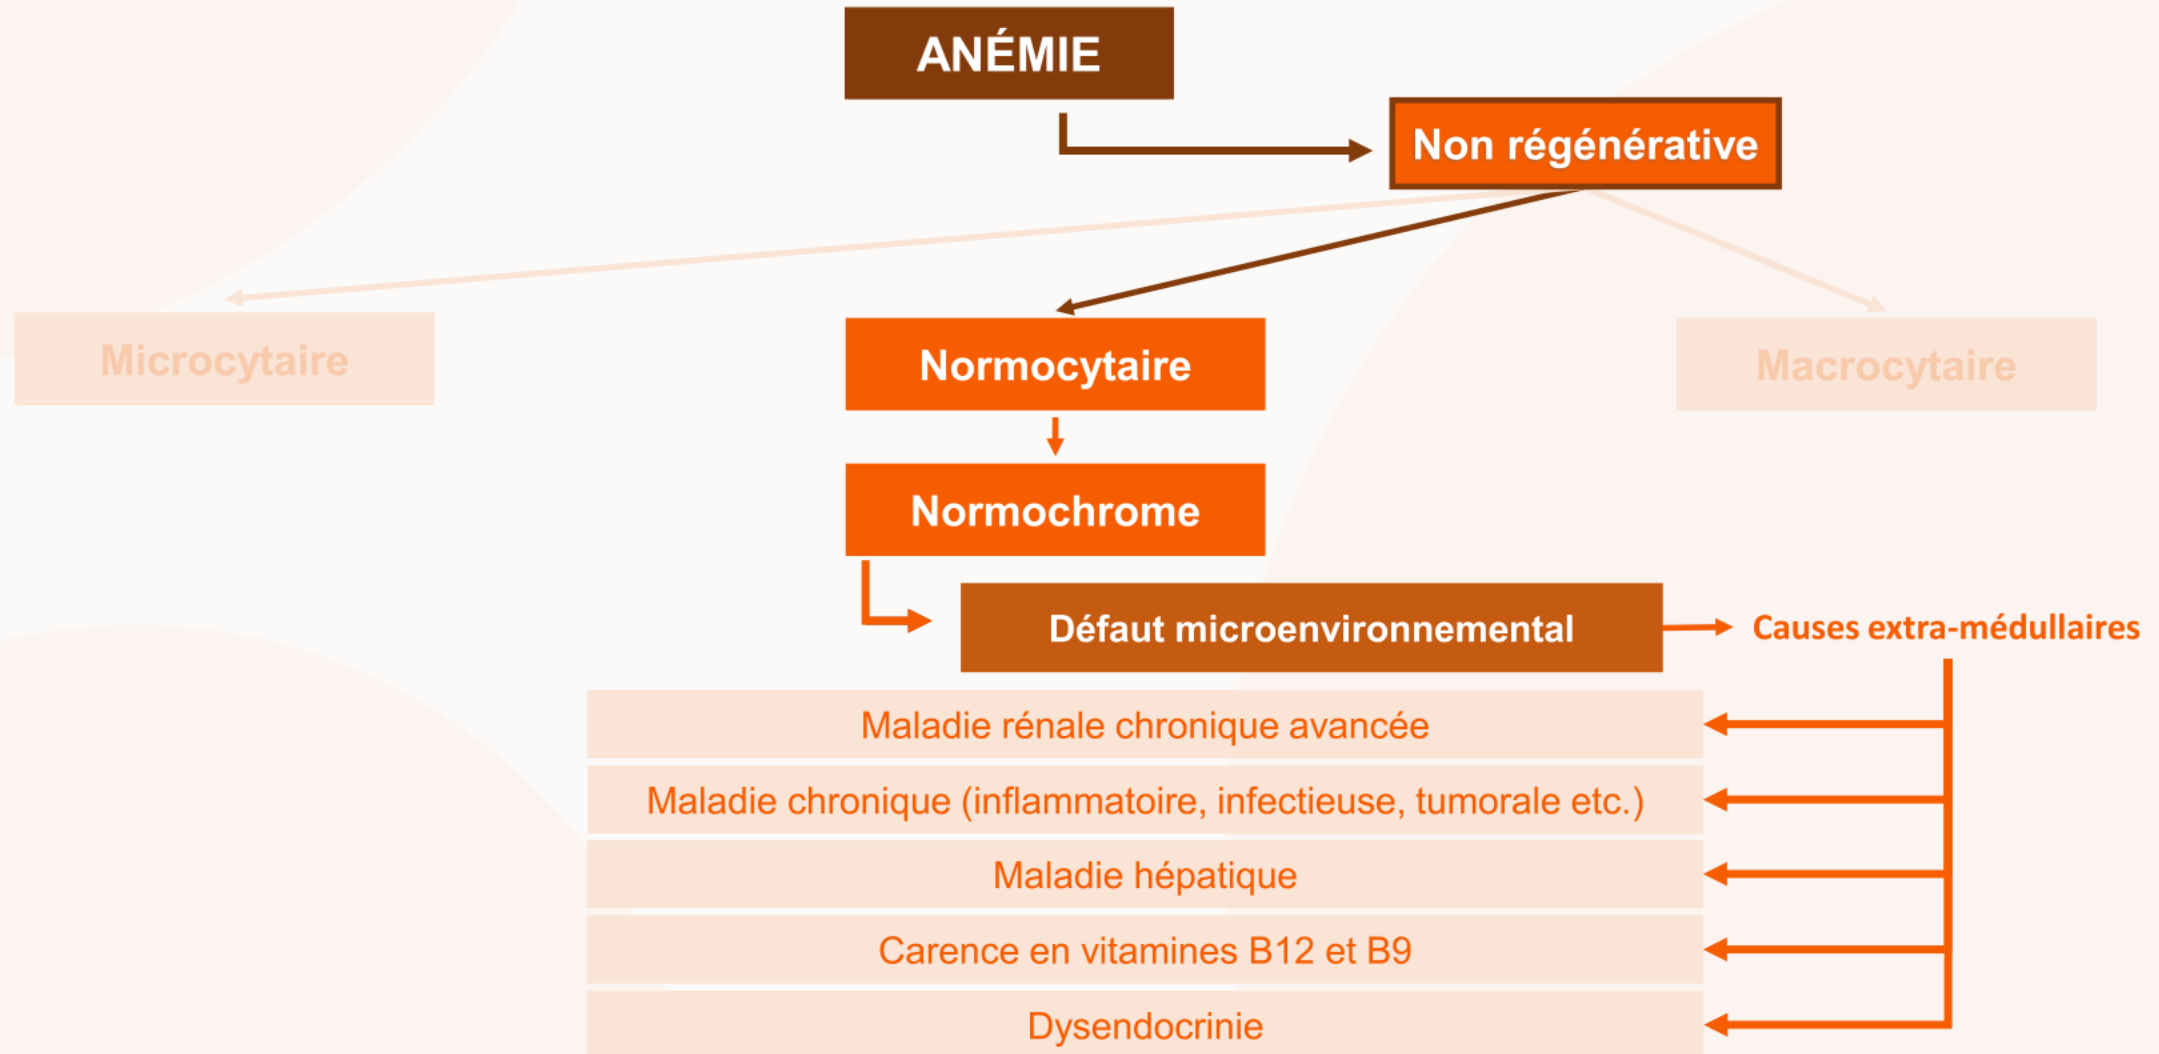 ANÉMIE
Non régénérative
Microcytaire
Normocytaire
Macrocytaire
Normochrome
Défaut microenvironnemental
Causes extra-médullaires
Maladie rénale chronique avancée
Maladie chronique (inflammatoire, infectieuse, tumorale etc.)
Maladie hépatique
Carence en vitamines B12 et B9
Dysendocrinie